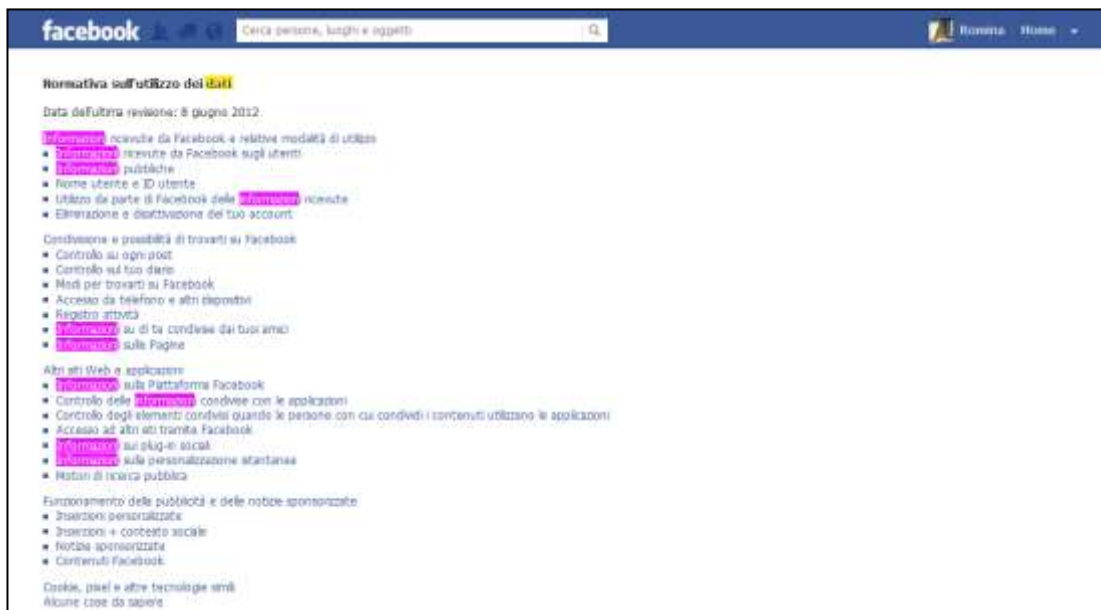 facebook
Cerca persone, luoghi e oggetti
Romina Home
Normativa sull'utilizzo dei dati
Data dell'ultima revisione: 8 giugno 2012
Informazioni ricevute da Facebook e relative modalità di utilizzo
Informazioni ricevute da Facebook sugli utenti
Informazioni pubbliche
Nome utente e ID utente
Utilizzo da parte di Facebook delle informazioni ricevute
Eliminazione e disattivazione del tuo account
Condivisione e possibilità di trovarti su Facebook
Controllo su ogni post
Controllo sul tuo diario
Modi per trovarti su Facebook
Accesso da telefono e altri dispositivi
Registro attività
Informazioni su di te condivise dai tuoi amici
Informazioni sulle Pagine
Altri siti Web e applicazioni
Informazioni sulla Piattaforma Facebook
Controllo delle informazioni condivise con le applicazioni
Controllo degli elementi condivisi quando le persone con cui condividi i contenuti utilizzano le applicazioni
Accesso ad altri siti tramite Facebook
Informazioni sui plug-in sociali
Informazioni sulla personalizzazione istantanea
Motori di ricerca pubblica
Funzionamento della pubblicità e delle notizie sponsorizzate
Inserzioni personalizzate
Inserzioni + contesto sociale
Notizie sponsorizzate
Contenuti Facebook
Cookie, pixel e altre tecnologie simili
Alcune cose da sapere